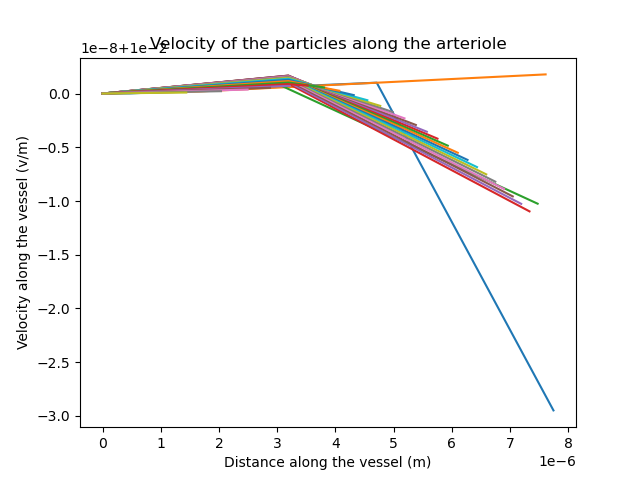 Velocity of the particles along the arteriole
1e−8+1e−2
0.0
−0.5
−1.0
−1.5
−2.0
−2.5
−3.0
Velocity along the vessel (v/m)
0 1 2 3 4 5 6 7 8
1e−6
Distance along the vessel (m)